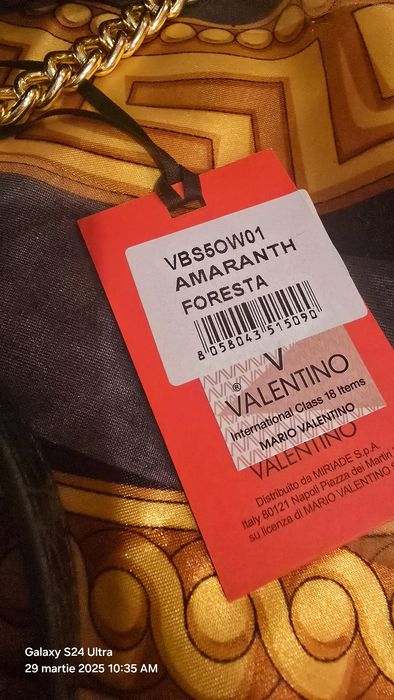 VBS5OW01
AMARANTH
FORESTA
8 058043 515090
V
® VALENTINO
International Class 18 Items
MARIO VALENTINO
VALENTINO
Distribuito da MIRIADE S.p.A.
Italy 80121 Napoli Piazza dei Martiri
su licenza di MARIO VALENTINO
Galaxy S24 Ultra
29 martie 2025 10:35 AM